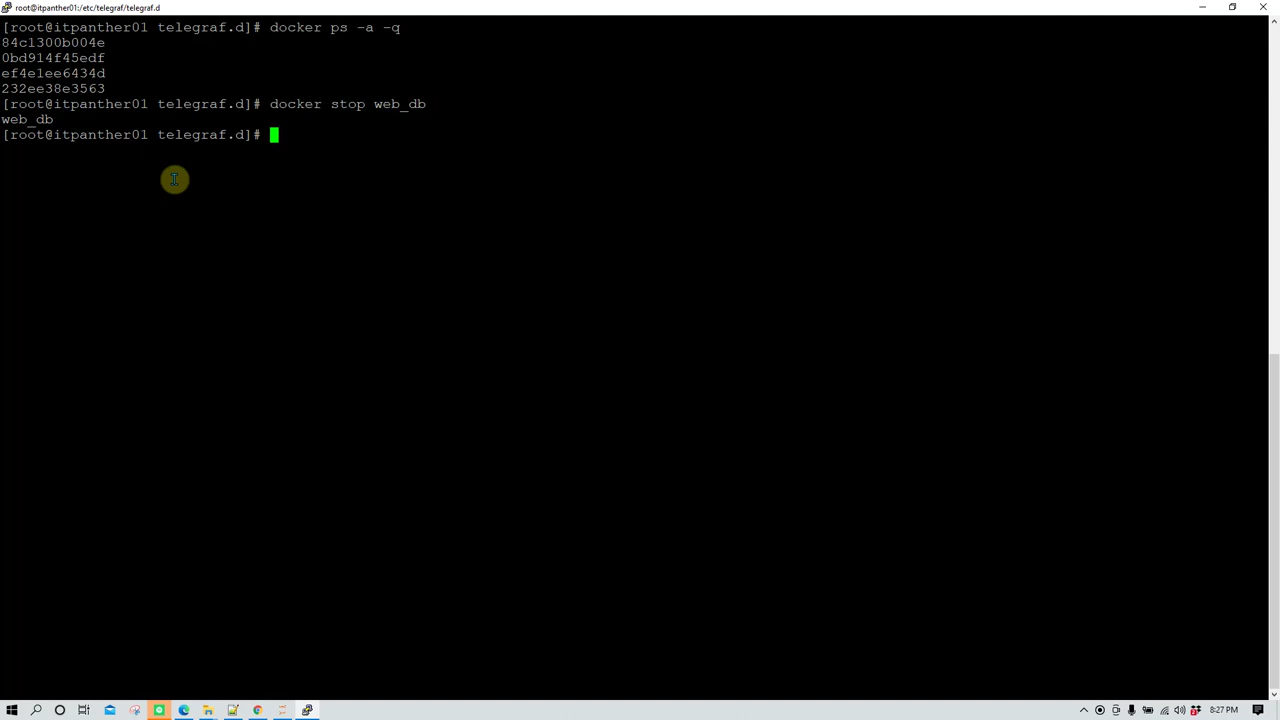 root@itpanther01:/etc/telegraf/telegraf.d
[root@itpanther01 telegraf.d]# docker ps -a -q
84c1300b004e
0bd914f45edf
ef4e1ee6434d
232ee38e3563
[root@itpanther01 telegraf.d]# docker stop web_db
web_db
[root@itpanther01 telegraf.d]#
8:27 PM